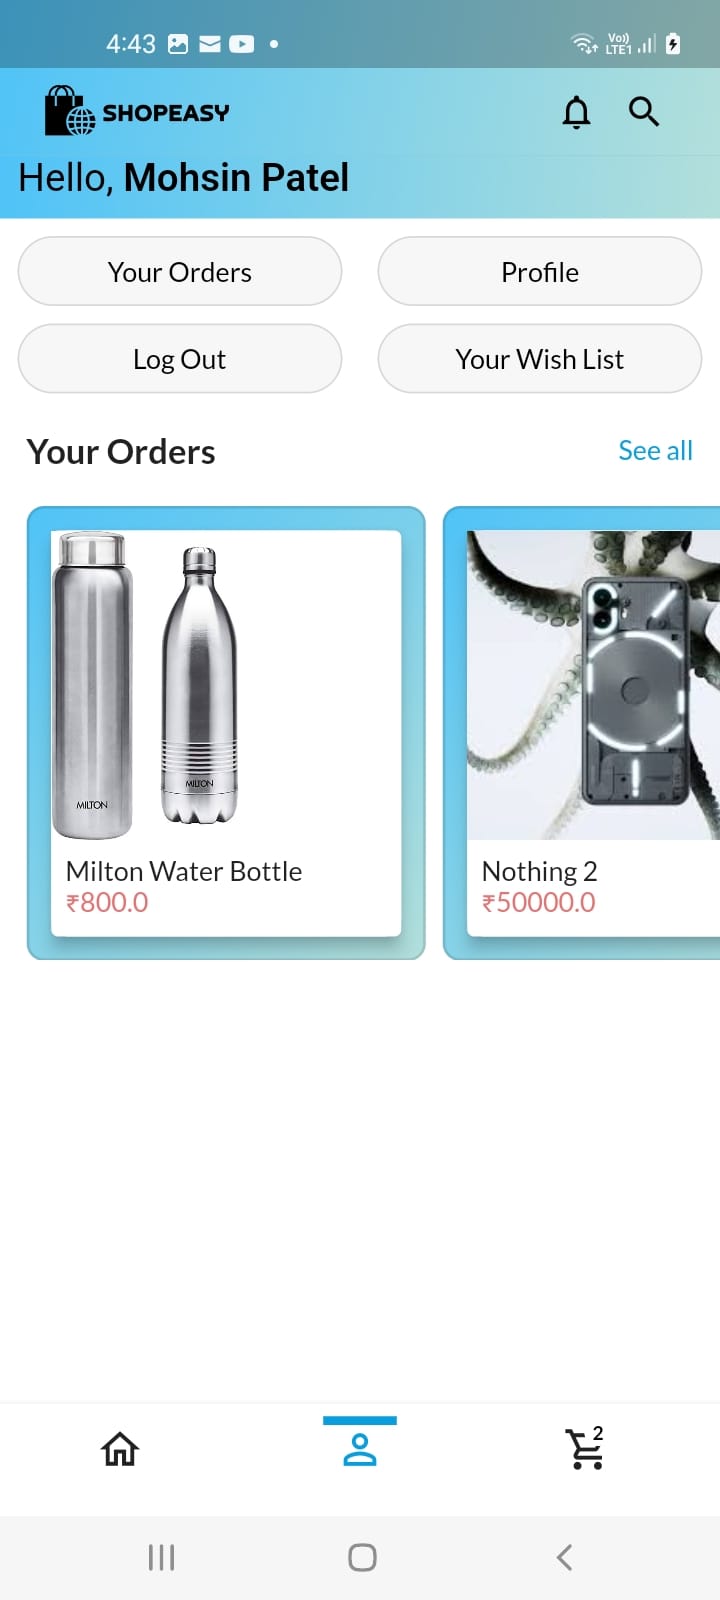 4:43
Vo))
LTE1
SHOPEASY
Hello, Mohsin Patel
Your Orders
Profile
Log Out
Your Wish List
Your Orders
See all
MILTON
MILTON
Milton Water Bottle
₹800.0
Nothing 2
₹50000.0
2